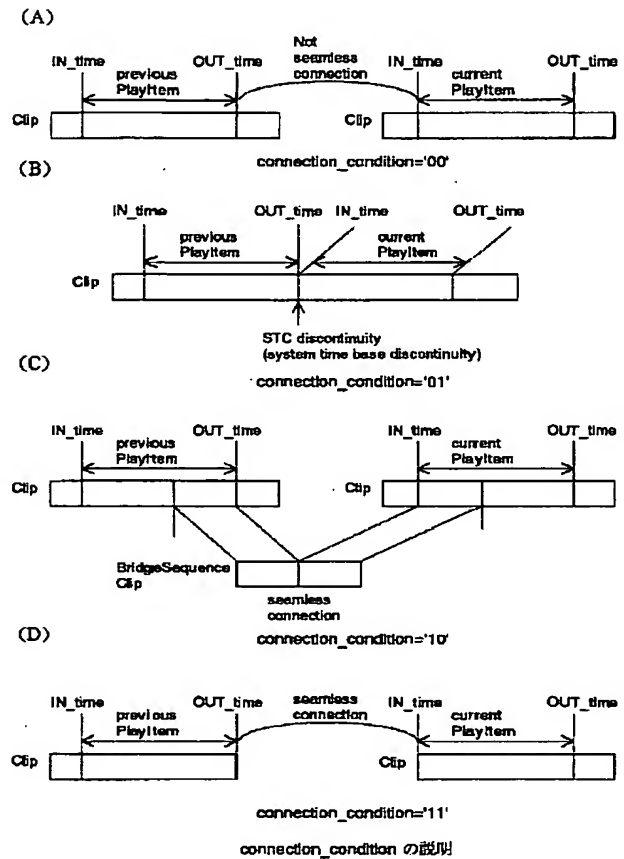 (A)
Not
seamless
connection
IN_time
OUT_time
IN_time
OUT_time
previous
PlayItem
current
PlayItem
Clip
Clip
connection_condition='00'
(B)
IN_time
OUT_time
IN_time
OUT_time
previous
PlayItem
current
PlayItem
Clip
STC discontinuity
(system time base discontinuity)
connection_condition='01'
(C)
IN_time
OUT_time
IN_time
OUT_time
previous
PlayItem
current
PlayItem
Clip
Clip
BridgeSequence
Clip
seamless
connection
connection_condition='10'
(D)
IN_time
OUT_time
seamless
connection
IN_time
OUT_time
previous
PlayItem
current
PlayItem
Clip
Clip
connection_condition='11'
connection_condition の説明